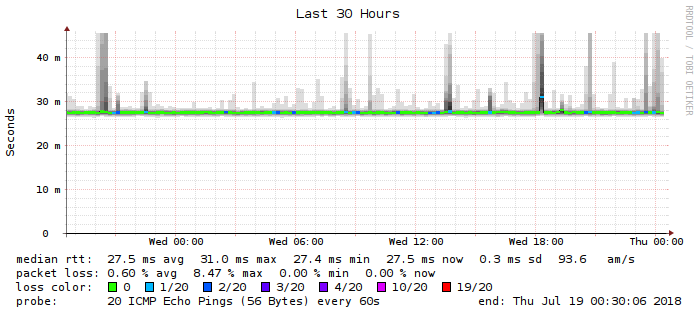 Last 30 Hours
RRDTOOL / TOBI OETIKER
Seconds
40 m
30 m
20 m
10 m
0
Wed 00:00 Wed 06:00 Wed 12:00 Wed 18:00 Thu 00:00
median rtt: 27.5 ms avg 31.0 ms max 27.4 ms min 27.5 ms now 0.3 ms sd 93.6 am/s
packet loss: 0.60 % avg 8.47 % max 0.00 % min 0.00 % now
loss color: 0 1/20 2/20 3/20 4/20 10/20 19/20
probe: 20 ICMP Echo Pings (56 Bytes) every 60s end: Thu Jul 19 00:30:06 2018